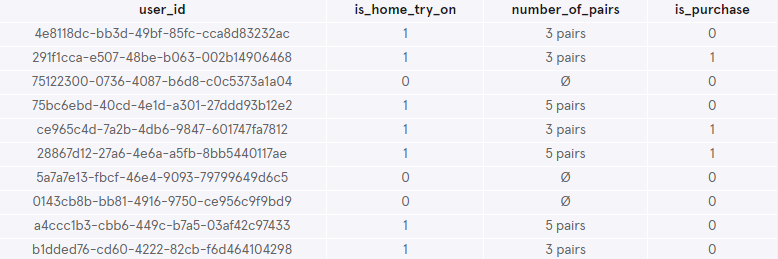 user_id is_home_try_on number_of_pairs is_purchase
4e8118dc-bb3d-49bf-85fc-cca8d83232ac 1 3 pairs 0
291f1cca-e507-48be-b063-002b14906468 1 3 pairs 1
75122300-0736-4087-b6d8-c0c5373a1a04 0 Ø 0
75bc6ebd-40cd-4e1d-a301-27ddd93b12e2 1 5 pairs 0
ce965c4d-7a2b-4db6-9847-601747fa7812 1 3 pairs 1
28867d12-27a6-4e6a-a5fb-8bb5440117ae 1 5 pairs 1
5a7a7e13-fbcf-46e4-9093-79799649d6c5 0 Ø 0
0143cb8b-bb81-4916-9750-ce956c9f9bd9 0 Ø 0
a4ccc1b3-cbb6-449c-b7a5-03af42c97433 1 5 pairs 0
b1dded76-cd60-4222-82cb-f6d464104298 1 3 pairs 0